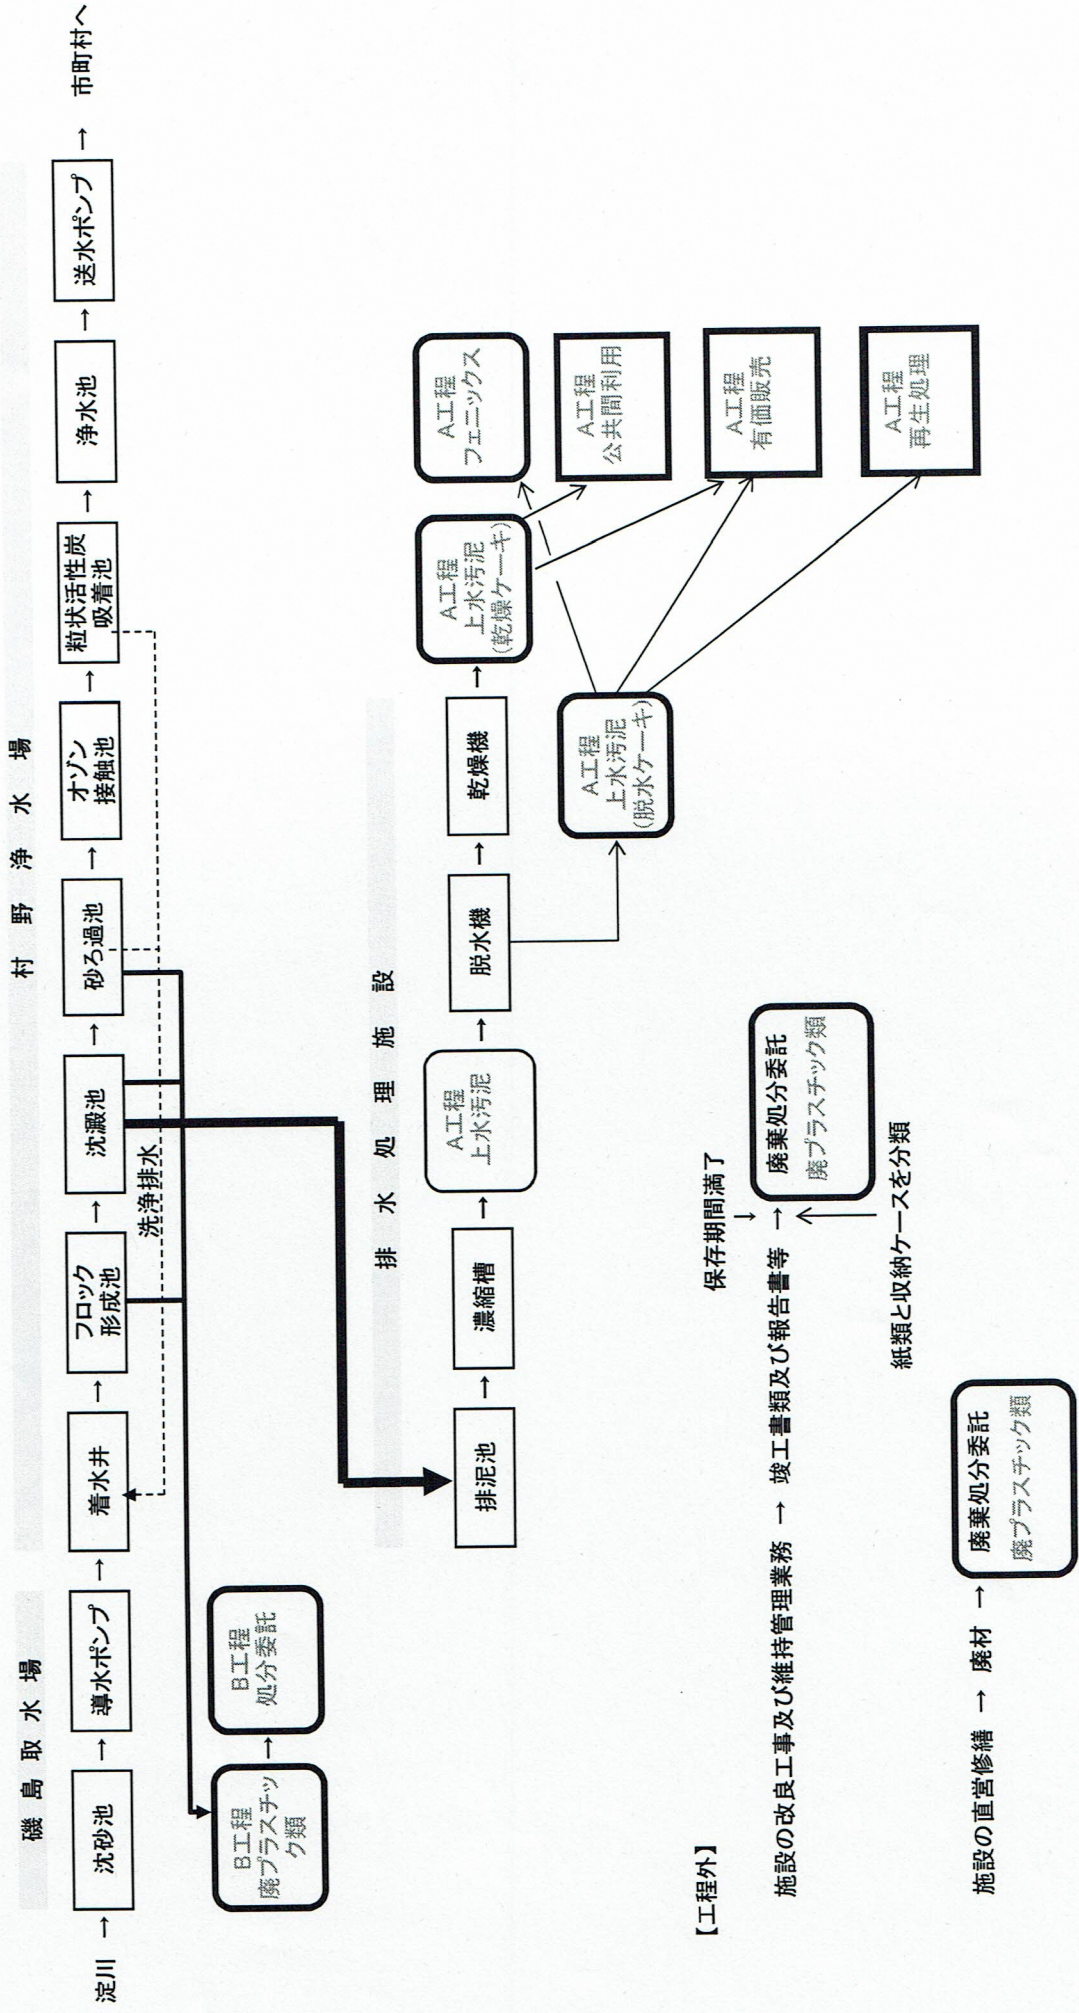 磯島取水場
村野浄水場
淀川 → 沈砂池 → 導水ポンプ → 着水井 → フロック形成池 → 沈澱池 → 砂ろ過池 → オゾン接触池 → 粒状活性炭吸着池 → 浄水池 → 送水ポンプ → 市町村へ
洗浄排水
B工程
廃プラスチック類
→
B工程
処分委託
排水処理施設
排泥池 → 濃縮槽 →
A工程
上水汚泥
→ 脱水機 → 乾燥機 →
A工程
上水汚泥
(乾燥ケーキ)
A工程
上水汚泥
(脱水ケーキ)
A工程
フェニックス
A工程
公共間利用
A工程
有価販売
A工程
再生処理
【工程外】
保存期間満了
↓
施設の改良工事及び維持管理業務 → 竣工書類及び報告書等 →
廃棄処分委託
廃プラスチック類
紙類と収納ケースを分類
施設の直営修繕 → 廃材 →
廃棄処分委託
廃プラスチック類